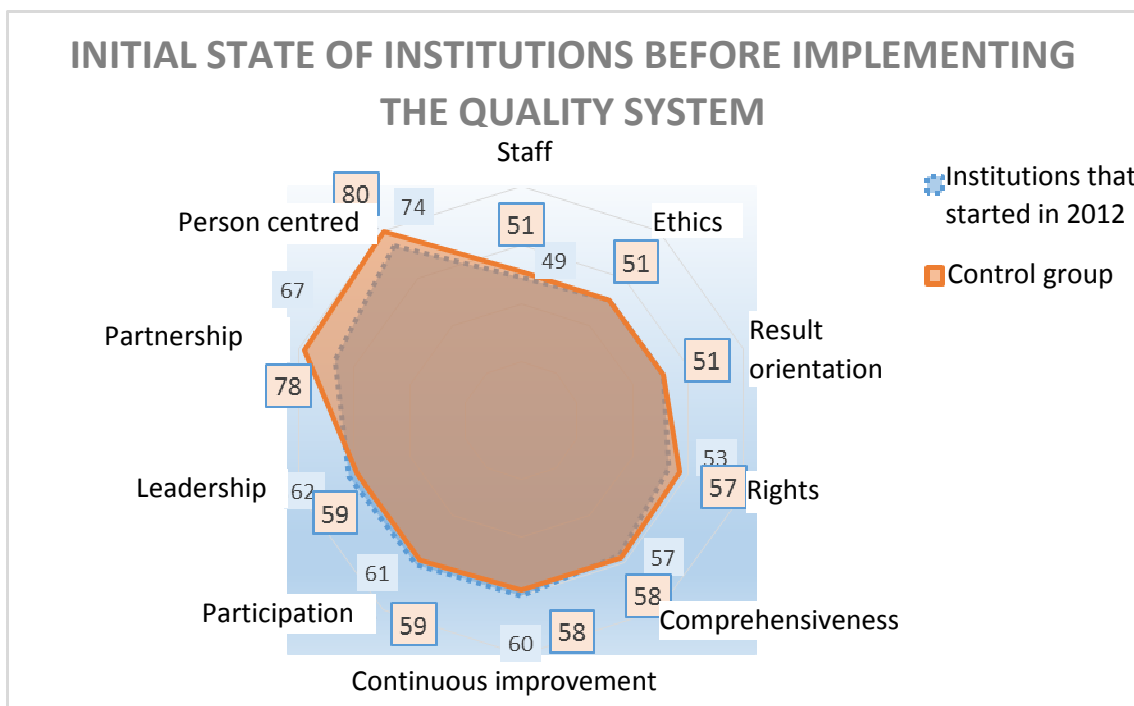 INITIAL STATE OF INSTITUTIONS BEFORE IMPLEMENTING
THE QUALITY SYSTEM
Staff
80
74
Person centred
51
Ethics
49
51
Institutions that
started in 2012
Control group
67
Partnership
78
Result
orientation
51
Leadership
62
59
53
57
Rights
61
Participation
59
57
58
Comprehensiveness
60
58
Continuous improvement